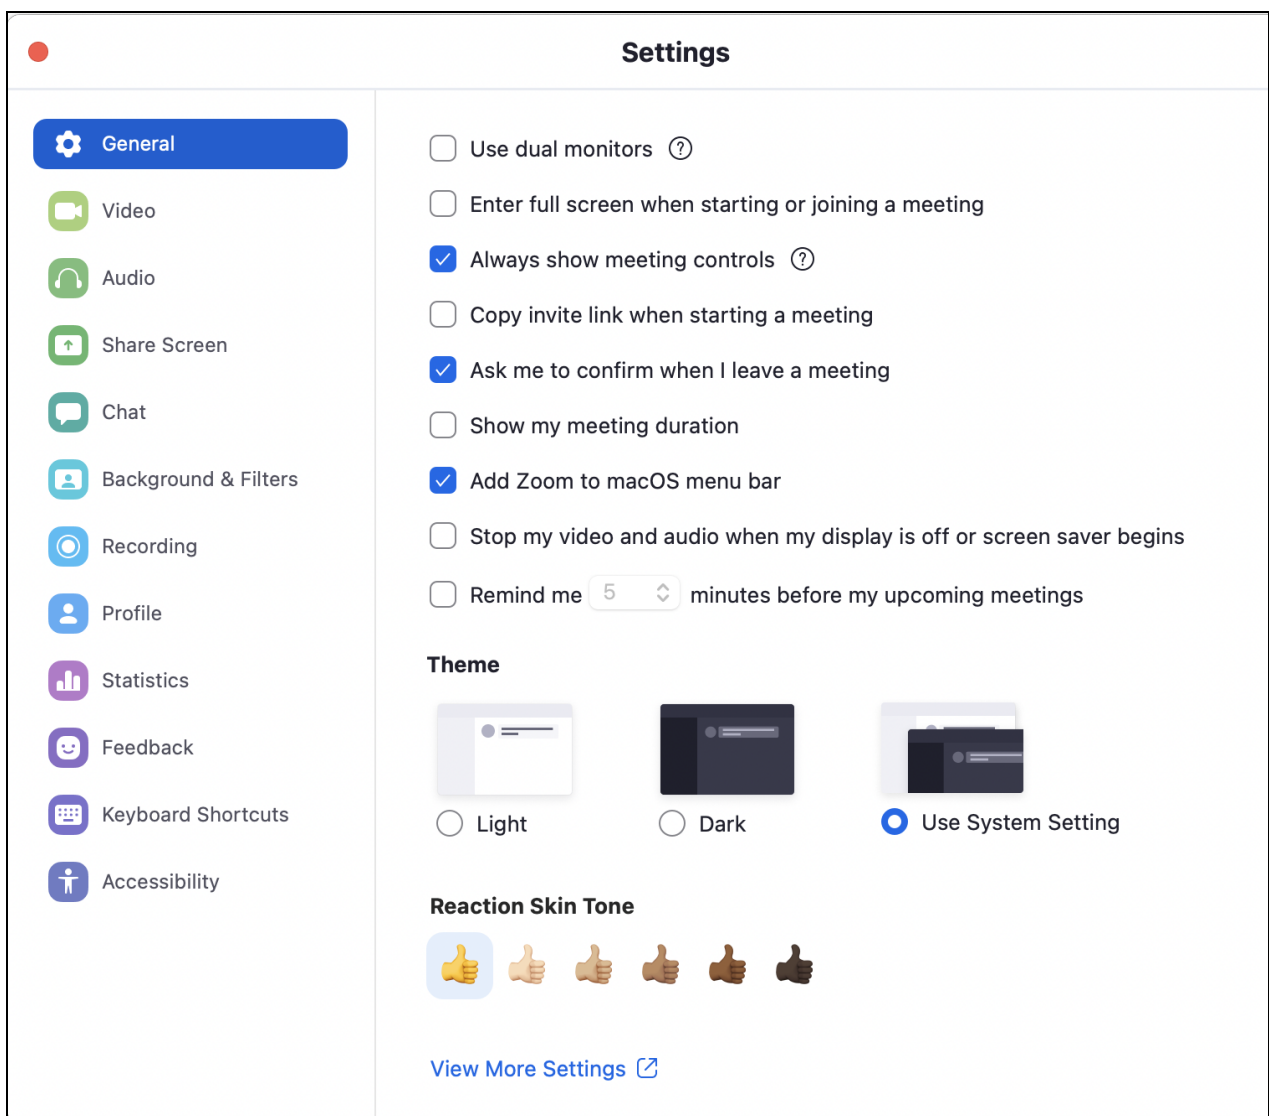 Settings
General
Video
Audio
Share Screen
Chat
Background & Filters
Recording
Profile
Statistics
Feedback
Keyboard Shortcuts
Accessibility
Use dual monitors ?
Enter full screen when starting or joining a meeting
Always show meeting controls ?
Copy invite link when starting a meeting
Ask me to confirm when I leave a meeting
Show my meeting duration
Add Zoom to macOS menu bar
Stop my video and audio when my display is off or screen saver begins
Remind me 5 minutes before my upcoming meetings
Theme
Light
Dark
Use System Setting
Reaction Skin Tone
View More Settings